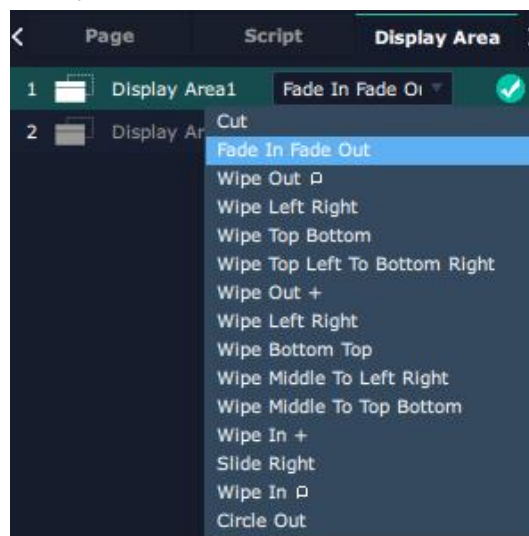 Page Script Display Area
1 Display Area1 Fade In Fade O
2 Display Ar
Cut
Fade In Fade Out
Wipe Out
Wipe Left Right
Wipe Top Bottom
Wipe Top Left To Bottom Right
Wipe Out +
Wipe Left Right
Wipe Bottom Top
Wipe Middle To Left Right
Wipe Middle To Top Bottom
Wipe In +
Slide Right
Wipe In
Circle Out